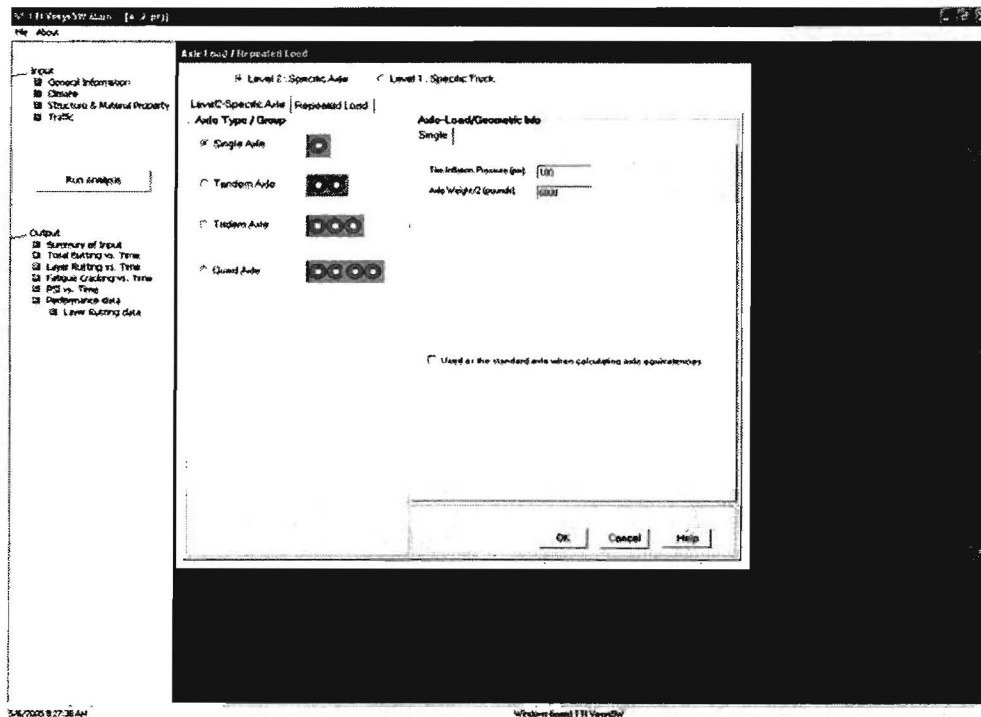 File About
Axle Load / Repeated Load
Input
General Information
Climate
Structure & Material Property
Traffic
Run Analysis
Output
Summary of Input
Total Rutting vs. Time
Layer Rutting vs. Time
Fatigue Cracking vs. Time
PSI vs. Time
Performance data
Layer Rutting data
Level 2 : Specific Axle
Level 1 : Specific Truck
Level2-Specific Axle
Repeated Load
Axle Type / Group
Single Axle
Tandem Axle
Tridem Axle
Quad Axle
Axle-Load/Geometric Info
Single
Tire Inflation Pressure (psi)
100
Axle Weight/2 (pounds)
Used as the standard axle when calculating axle equivalencies
OK
Cancel
Help